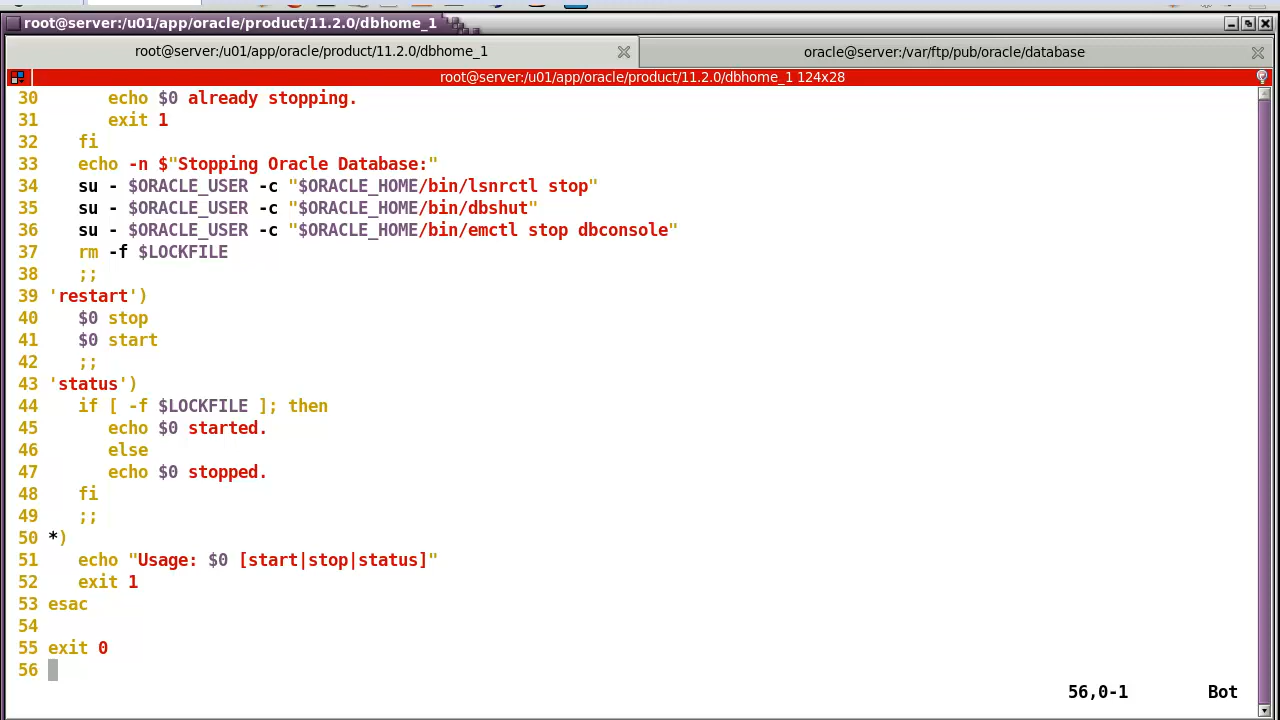 root@server:/u01/app/oracle/product/11.2.0/dbhome_1
root@server:/u01/app/oracle/product/11.2.0/dbhome_1
oracle@server:/var/ftp/pub/oracle/database
root@server:/u01/app/oracle/product/11.2.0/dbhome_1 124x28
30       echo $0 already stopping.
31       exit 1
32    fi
33    echo -n $"Stopping Oracle Database:"
34    su - $ORACLE_USER -c "$ORACLE_HOME/bin/lsnrctl stop"
35    su - $ORACLE_USER -c "$ORACLE_HOME/bin/dbshut"
36    su - $ORACLE_USER -c "$ORACLE_HOME/bin/emctl stop dbconsole"
37    rm -f $LOCKFILE
38    ;;
39 'restart')
40    $0 stop
41    $0 start
42    ;;
43 'status')
44    if [ -f $LOCKFILE ]; then
45       echo $0 started.
46       else
47       echo $0 stopped.
48    fi
49    ;;
50 *)
51    echo "Usage: $0 [start|stop|status]"
52    exit 1
53 esac
54
55 exit 0
56
56,0-1 Bot